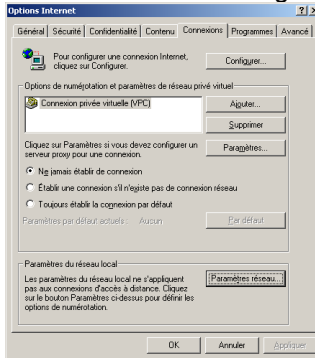 Options Internet
Général Sécurité Confidentialité Contenu Connexions Programmes Avancé
Pour configurer une connexion Internet,
cliquez sur Configurer.
Configurer...
Options de numérotation et paramètres de réseau privé virtuel
Connexion privée virtuelle (VPC)
Ajouter...
Supprimer
Cliquez sur Paramètres si vous devez configurer un
serveur proxy pour une connexion.
Paramètres...
Ne jamais établir de connexion
Établir une connexion s'il n'existe pas de connexion réseau
Toujours établir la connexion par défaut
Paramètres par défaut actuels : Aucun
Par défaut
Paramètres du réseau local
Les paramètres du réseau local ne s'appliquent
pas aux connexions d'accès à distance. Cliquez
sur le bouton Paramètres ci-dessus pour définir les
options de numérotation.
Paramètres réseau...
OK Annuler Appliquer